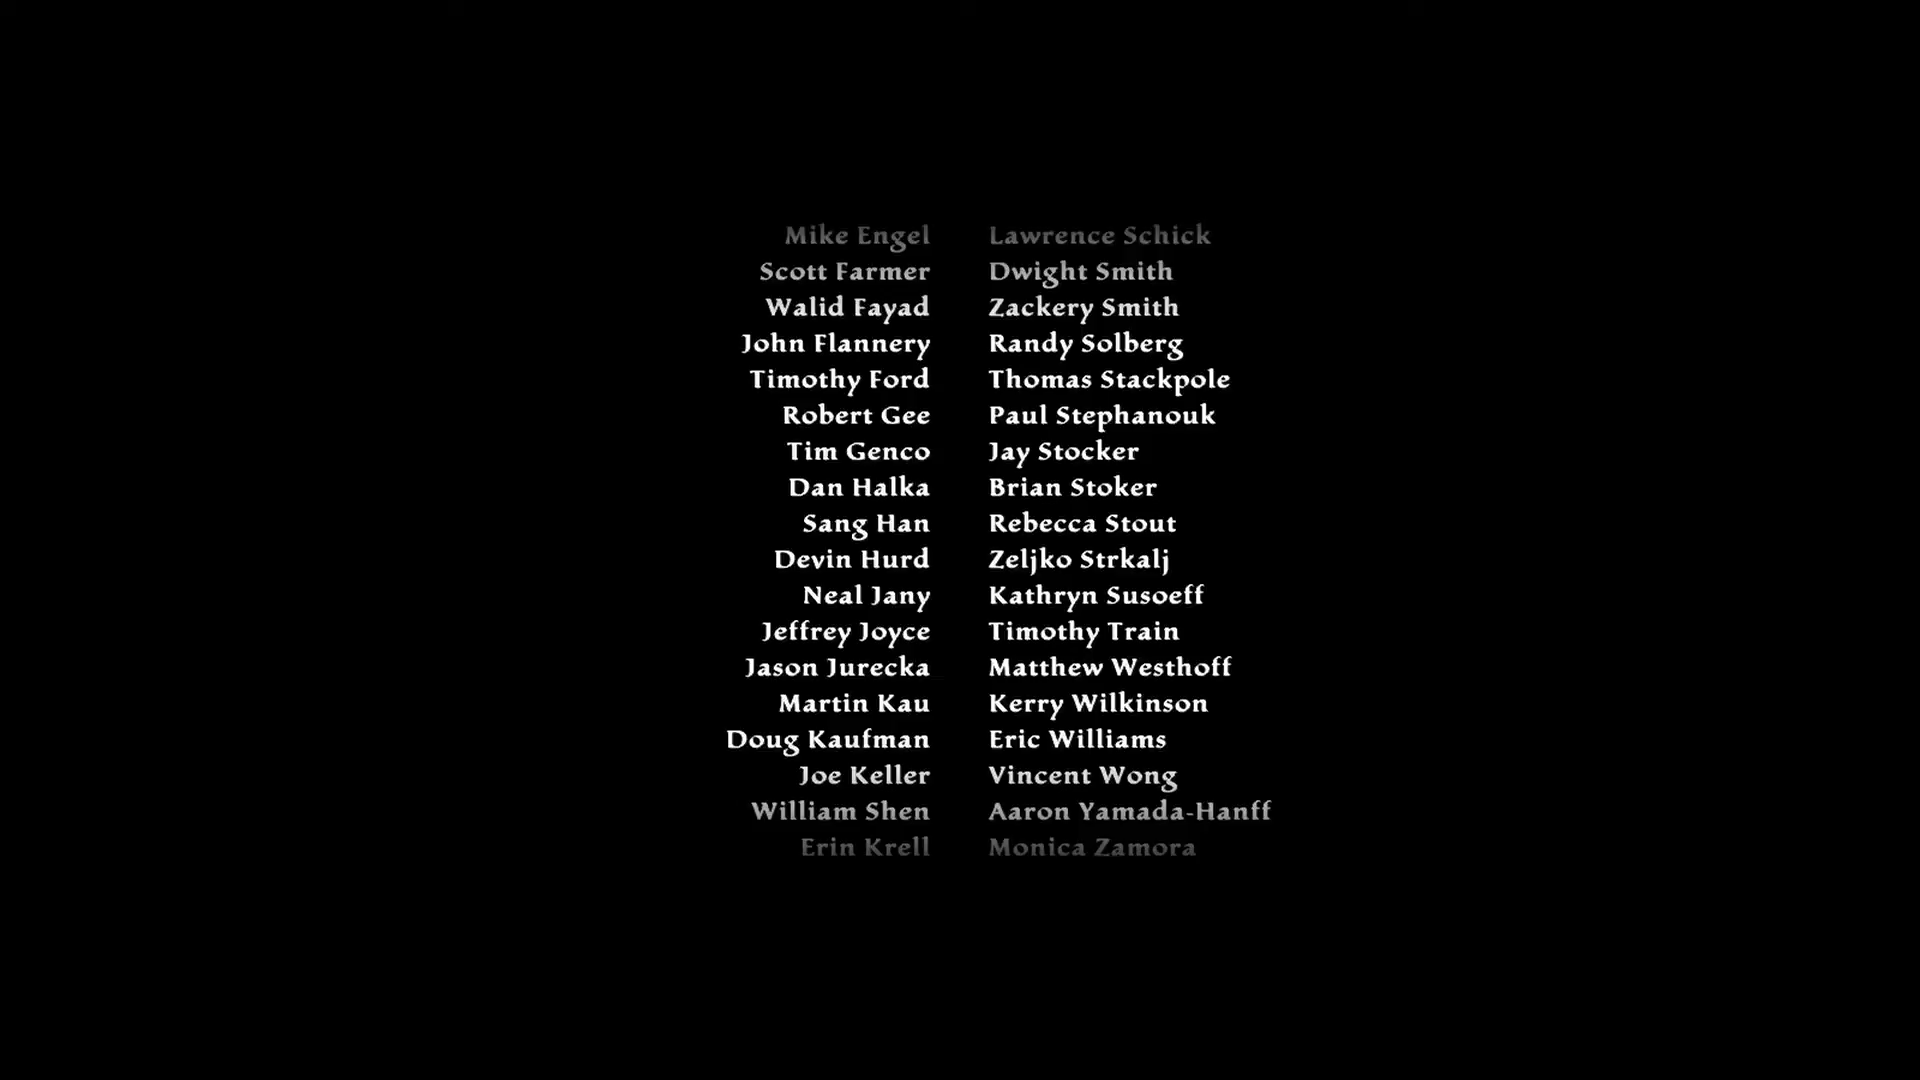 Mike Engel Lawrence Schick
Scott Farmer Dwight Smith
Walid Fayad Zackery Smith
John Flannery Randy Solberg
Timothy Ford Thomas Stackpole
Robert Gee Paul Stephanouk
Tim Genco Jay Stocker
Dan Halka Brian Stoker
Sang Han Rebecca Stout
Devin Hurd Zeljko Strkalj
Neal Jany Kathryn Susoeff
Jeffrey Joyce Timothy Train
Jason Jurecka Matthew Westhoff
Martin Kau Kerry Wilkinson
Doug Kaufman Eric Williams
Joe Keller Vincent Wong
William Shen Aaron Yamada-Hanff
Erin Krell Monica Zamora